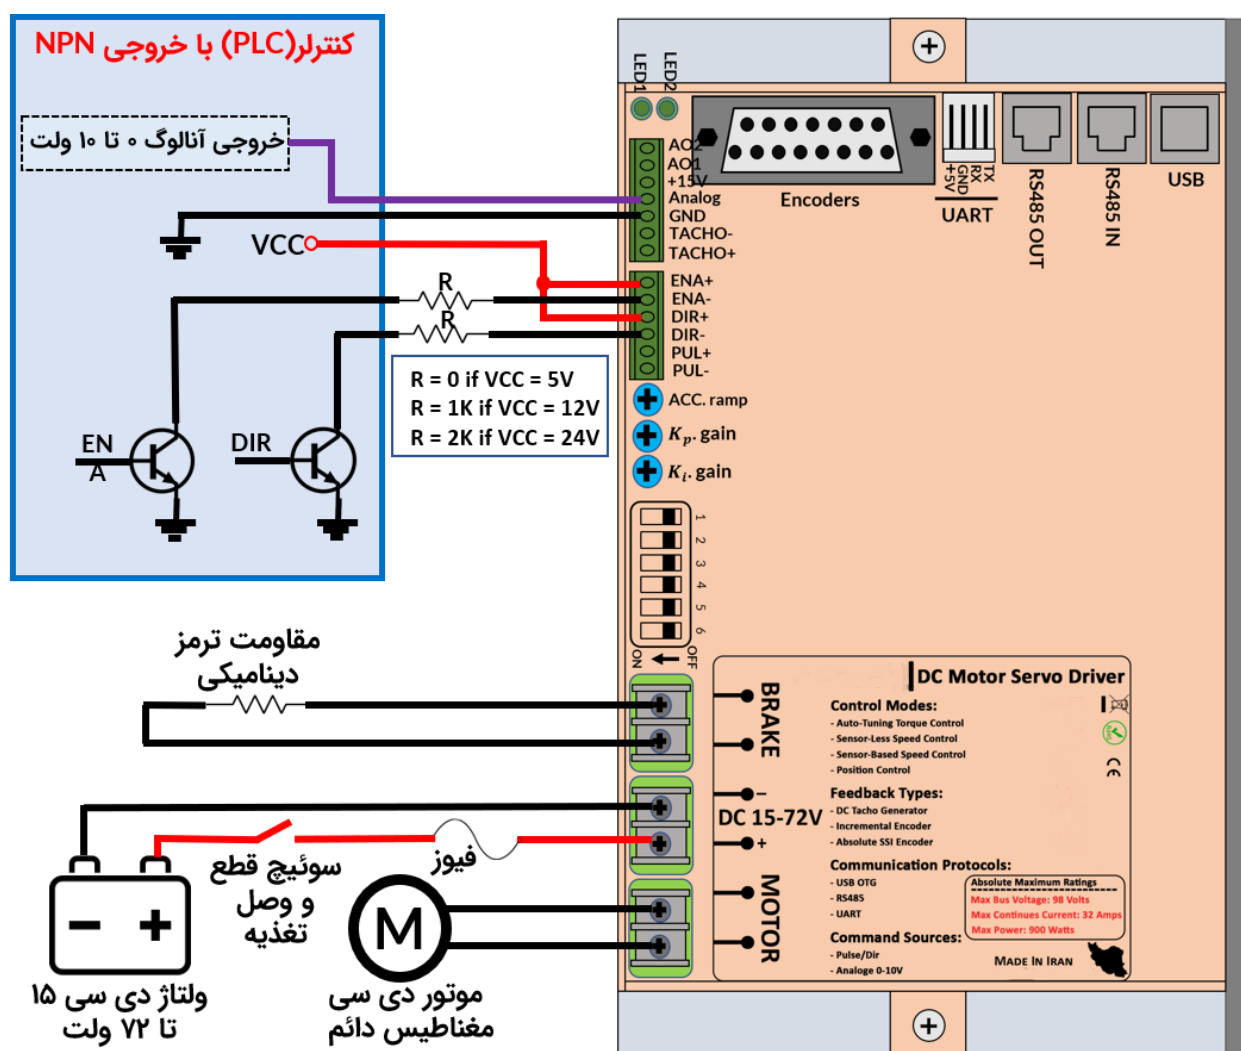 کنترلر(PLC) با خروجی NPN
خروجی آنالوگ ۰ تا ۱۰ ولت
VCC
R
R
R = 0 if VCC = 5V
R = 1K if VCC = 12V
R = 2K if VCC = 24V
EN
A
DIR
LED1
LED2
AO2
AO1
+15V
Analog
GND
TACHO-
TACHO+
ENA+
ENA-
DIR+
DIR-
PUL+
PUL-
ACC. ramp
Kp. gain
Ki. gain
1
2
3
4
5
6
ON
OFF
Encoders
TX
RX
GND
+5V
UART
RS485 OUT
RS485 IN
USB
مقاومت ترمز
دینامیکی
BRAKE
−
DC 15-72V
+
MOTOR
سوئیچ قطع
و وصل
تغذیه
فیوز
− +
ولتاژ دی سی ۱۵
تا ۷۲ ولت
M
موتور دی سی
مغناطیس دائم
DC Motor Servo Driver
Control Modes:
- Auto-Tuning Torque Control
- Sensor-Less Speed Control
- Sensor-Based Speed Control
- Position Control
Feedback Types:
- DC Tacho Generator
- Incremental Encoder
- Absolute SSI Encoder
Communication Protocols:
- USB OTG
- RS485
- UART
Command Sources:
- Pulse/Dir
- Analoge 0-10V
Absolute Maximum Ratings
Max Bus Voltage: 98 Volts
Max Continues Current: 32 Amps
Max Power: 900 Watts
MADE IN IRAN
CE